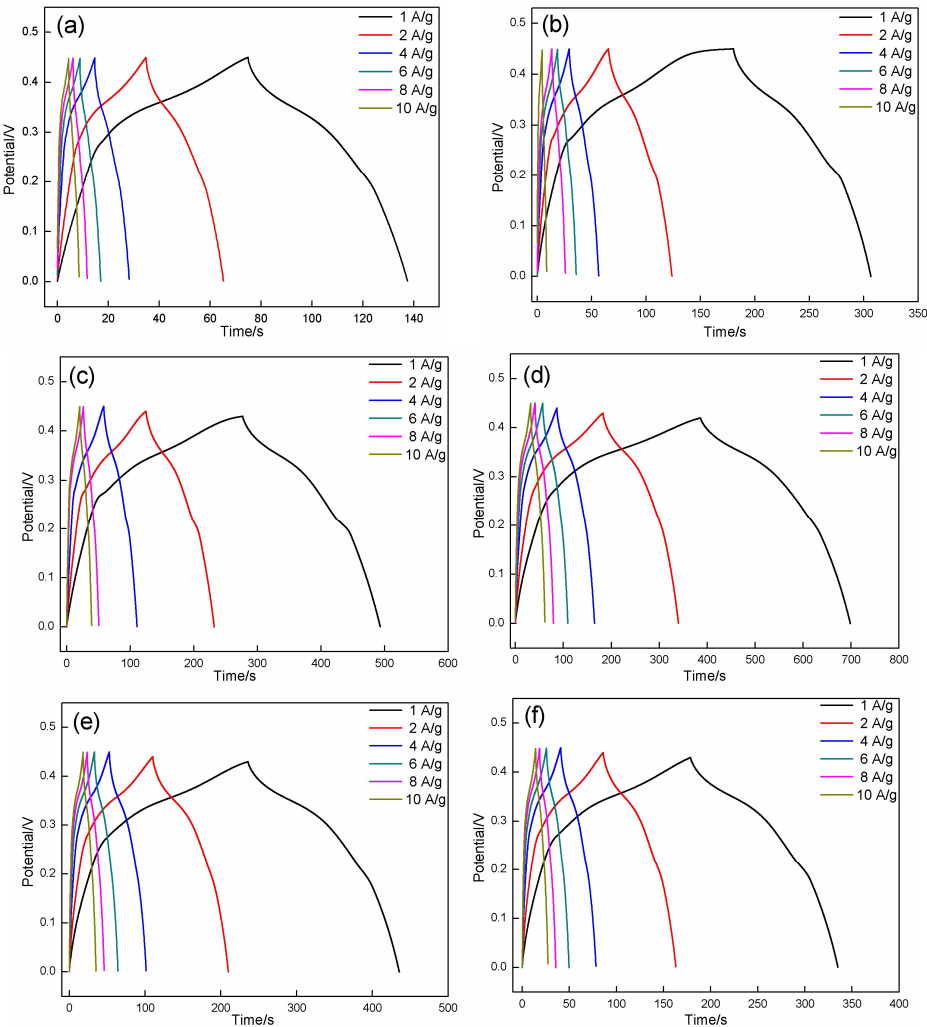 (a)
1 A/g
2 A/g
4 A/g
6 A/g
8 A/g
10 A/g
0.5
0.4
0.3
0.2
0.1
0.0
Potential/V
0 20 40 60 80 100 120 140
Time/s
(b)
1 A/g
2 A/g
4 A/g
6 A/g
8 A/g
10 A/g
0.5
0.4
0.3
0.2
0.1
0.0
Potential/V
0 50 100 150 200 250 300 350
Time/s
(c)
1 A/g
2 A/g
4 A/g
6 A/g
8 A/g
10 A/g
0.5
0.4
0.3
0.2
0.1
0.0
Potential/V
0 100 200 300 400 500 600
Time/s
(d)
1 A/g
2 A/g
4 A/g
6 A/g
8 A/g
10 A/g
0.5
0.4
0.3
0.2
0.1
0.0
Potential/V
0 100 200 300 400 500 600 700 800
Time/s
(e)
1 A/g
2 A/g
4 A/g
6 A/g
8 A/g
10 A/g
0.5
0.4
0.3
0.2
0.1
0.0
Potential/V
0 100 200 300 400 500
Time/s
(f)
1 A/g
2 A/g
4 A/g
6 A/g
8 A/g
10 A/g
0.5
0.4
0.3
0.2
0.1
0.0
Potential/V
0 50 100 150 200 250 300 350 400
Time/s